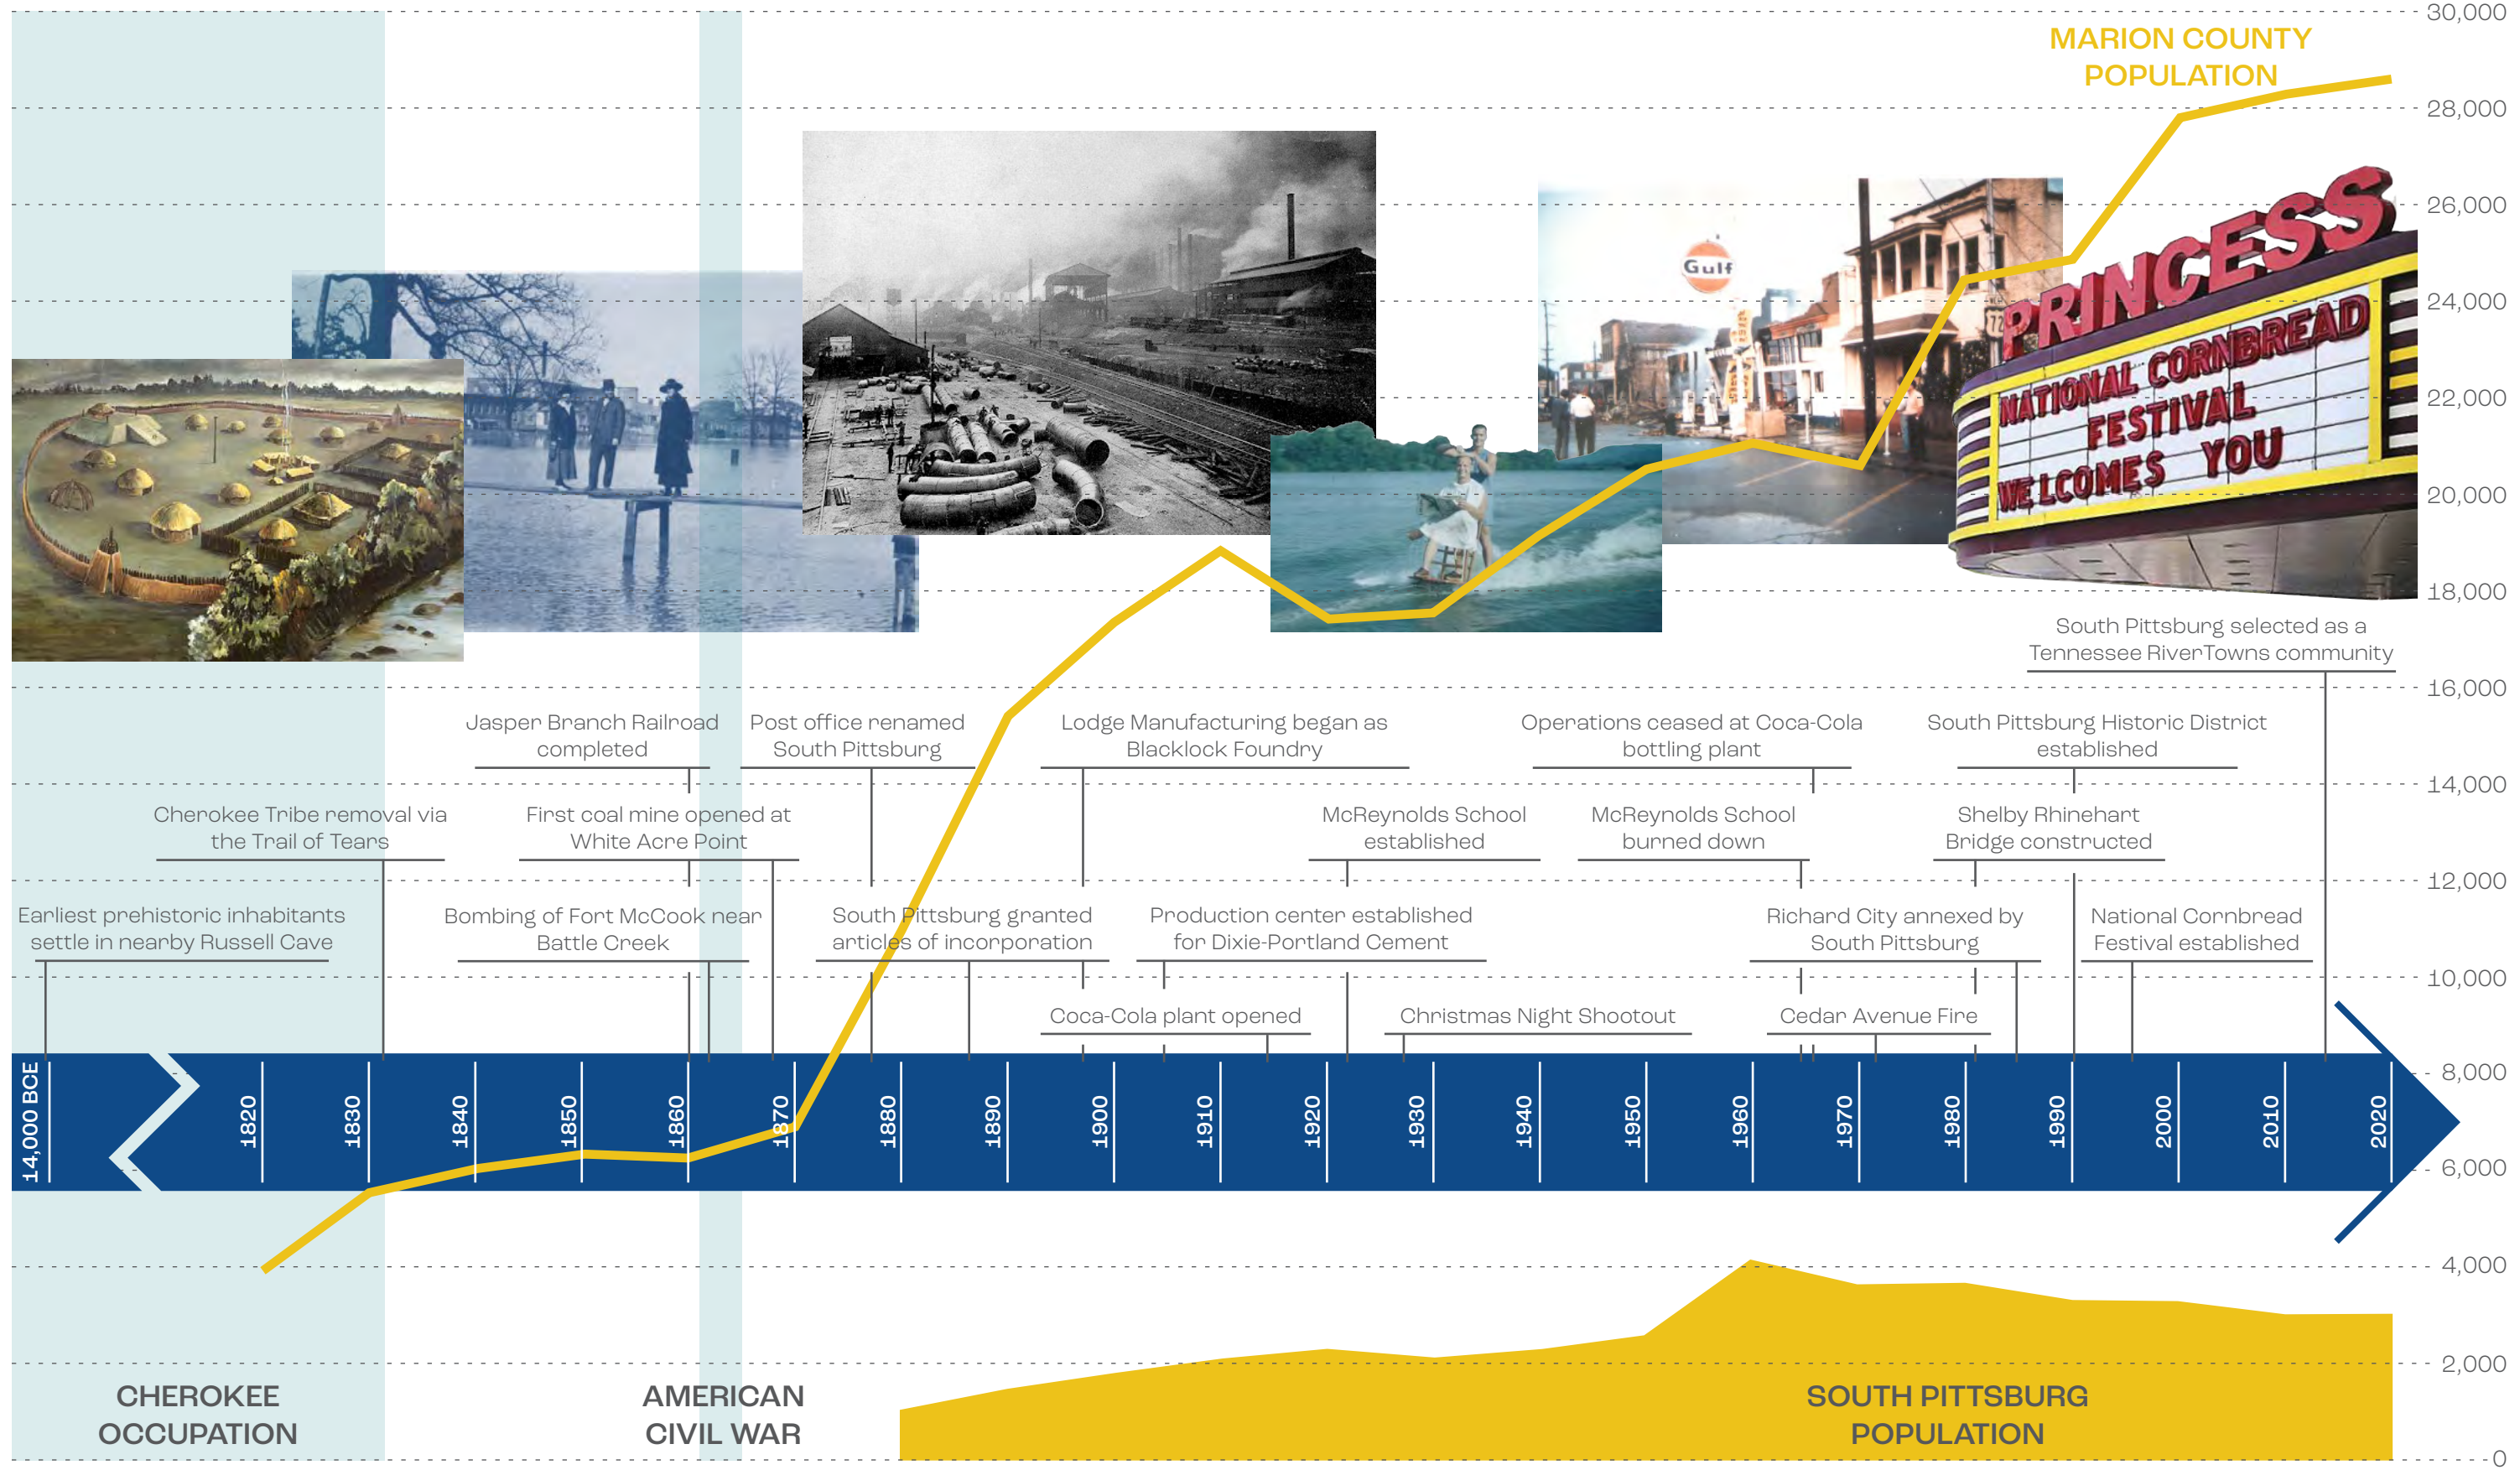 30,000
MARION COUNTY
POPULATION
28,000
26,000
24,000
22,000
20,000
18,000
Gulf
72
PRINCESS
NATIONAL CORNBREAD
FESTIVAL
WELCOMES YOU
South Pittsburg selected as a
Tennessee RiverTowns community
16,000
Jasper Branch Railroad
completed
Post office renamed
South Pittsburg
Lodge Manufacturing began as
Blacklock Foundry
Operations ceased at Coca-Cola
bottling plant
South Pittsburg Historic District
established
14,000
Cherokee Tribe removal via
the Trail of Tears
First coal mine opened at
White Acre Point
McReynolds School
established
McReynolds School
burned down
Shelby Rhinehart
Bridge constructed
12,000
Earliest prehistoric inhabitants
settle in nearby Russell Cave
Bombing of Fort McCook near
Battle Creek
South Pittsburg granted
articles of incorporation
Production center established
for Dixie-Portland Cement
Richard City annexed by
South Pittsburg
National Cornbread
Festival established
10,000
Coca-Cola plant opened
Christmas Night Shootout
Cedar Avenue Fire
8,000
14,000 BCE
1820
1830
1840
1850
1860
1870
1880
1890
1900
1910
1920
1930
1940
1950
1960
1970
1980
1990
2000
2010
2020
6,000
4,000
2,000
CHEROKEE
OCCUPATION
AMERICAN
CIVIL WAR
SOUTH PITTSBURG
POPULATION
0